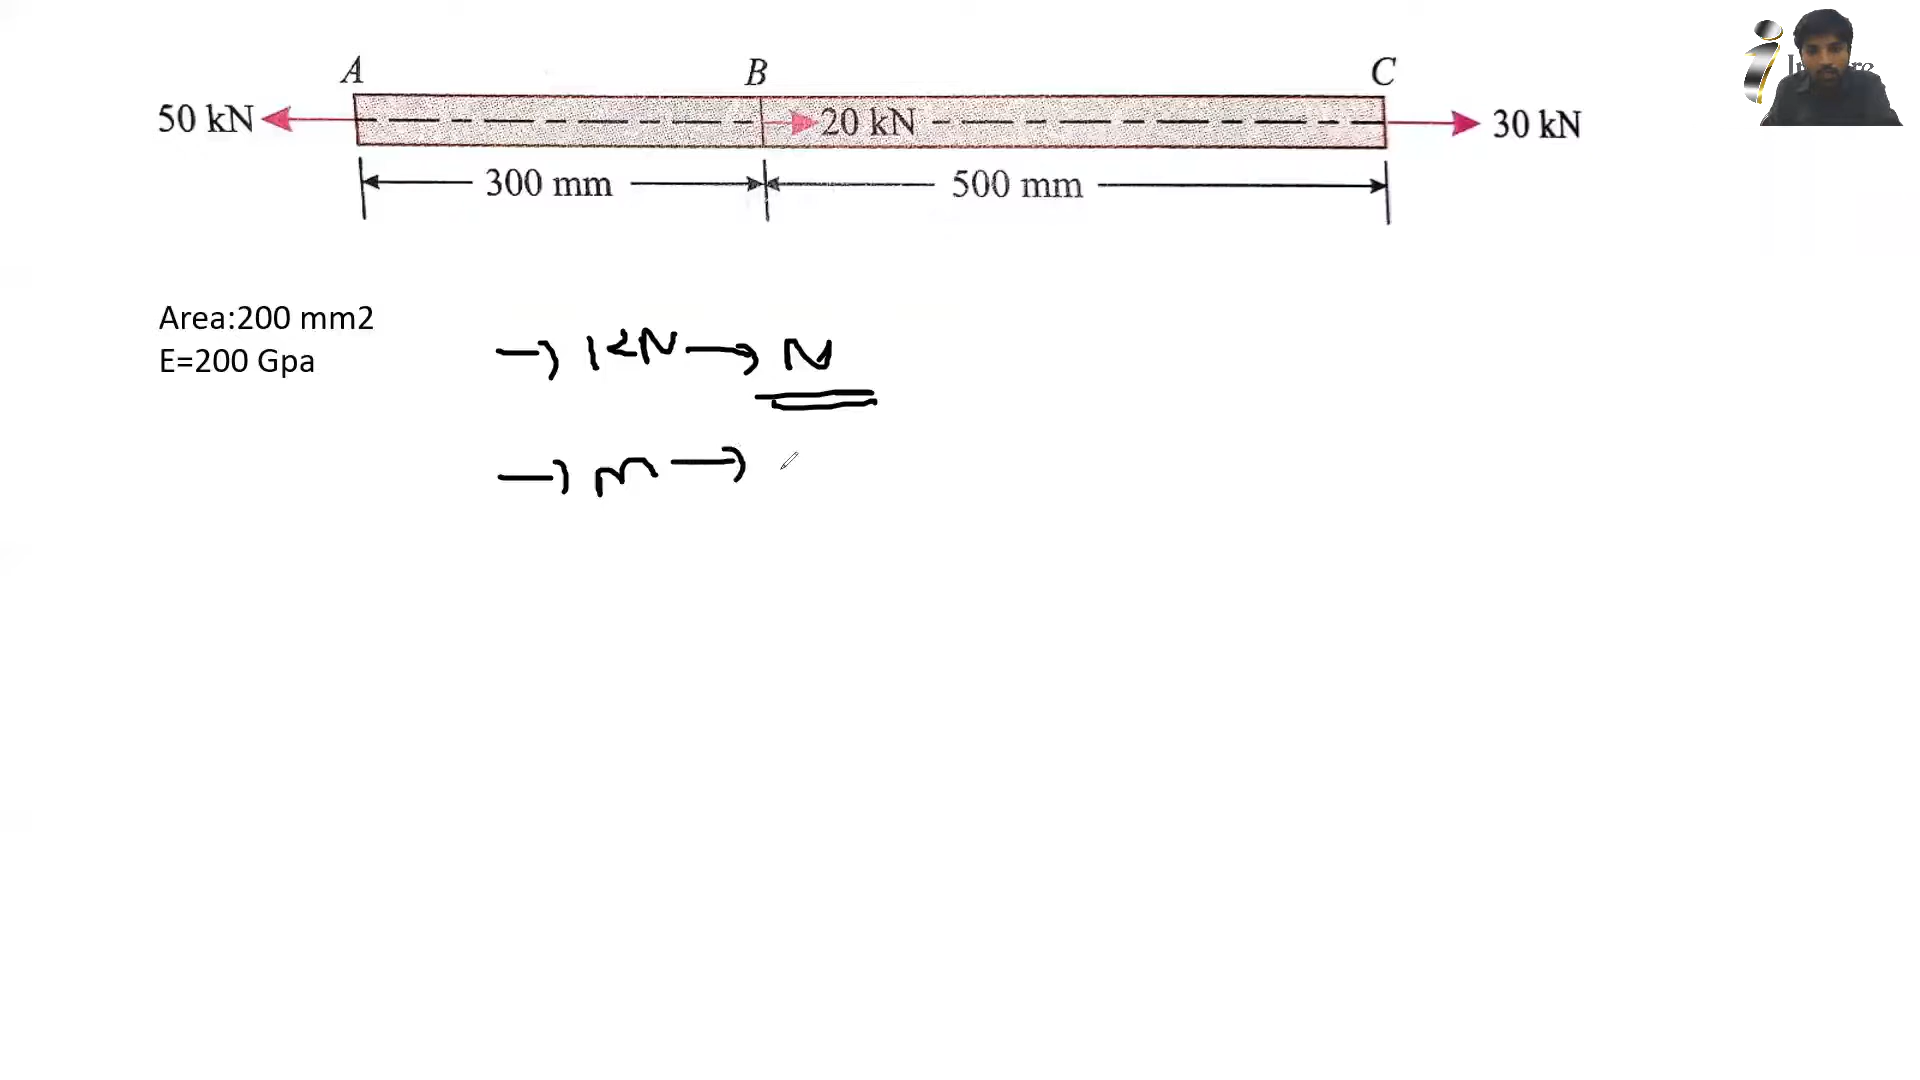 A B C
50 kN 20 kN 30 kN
300 mm 500 mm
Area:200 mm2
E=200 Gpa
→ KN → N
→ m →